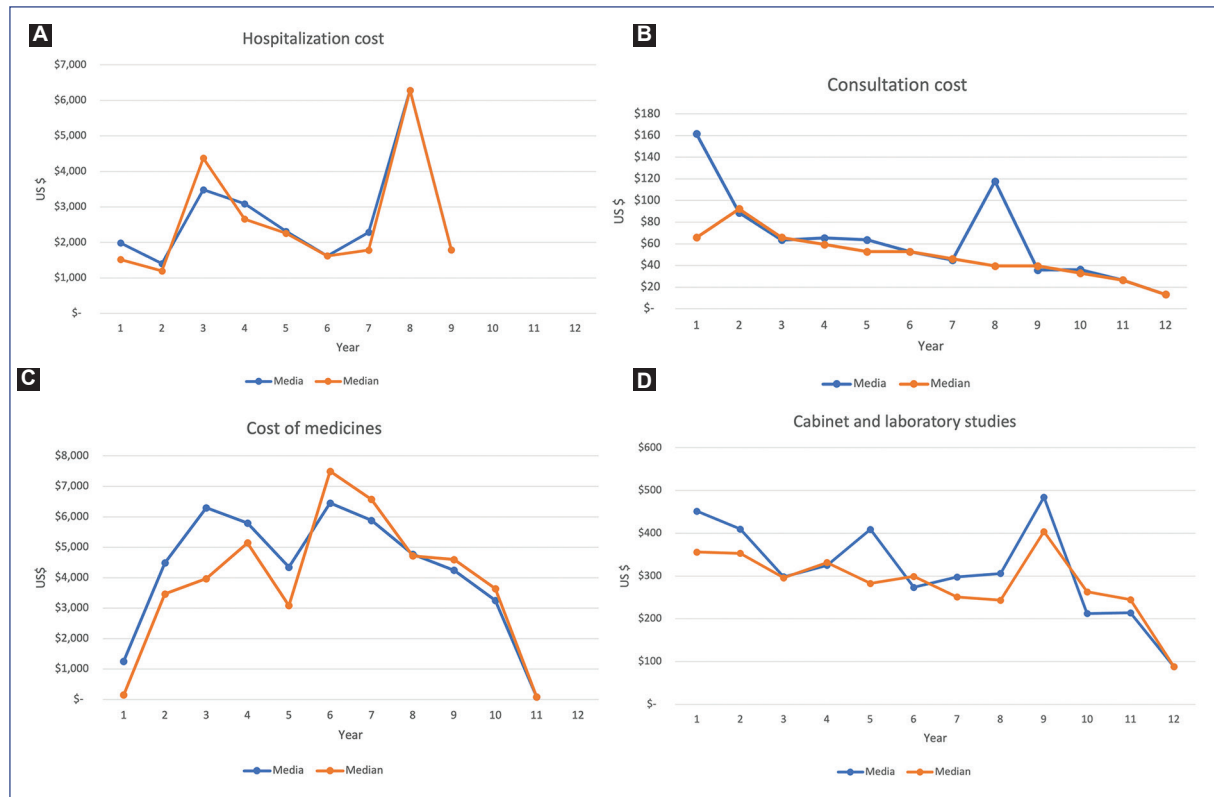 A
Hospitalization cost
$7,000
$6,000
$5,000
$4,000
$3,000
$2,000
$1,000
$-
US $
1 2 3 4 5 6 7 8 9 10 11 12
Year
Media Median
B
Consultation cost
$180
$160
$140
$120
$100
$80
$60
$40
$20
$-
US $
1 2 3 4 5 6 7 8 9 10 11 12
Year
Media Median
C
Cost of medicines
$8,000
$7,000
$6,000
$5,000
$4,000
$3,000
$2,000
$1,000
$-
US$
1 2 3 4 5 6 7 8 9 10 11 12
Year
Media Median
D
Cabinet and laboratory studies
$600
$500
$400
$300
$200
$100
$-
US $
1 2 3 4 5 6 7 8 9 10 11 12
Year
Media Median